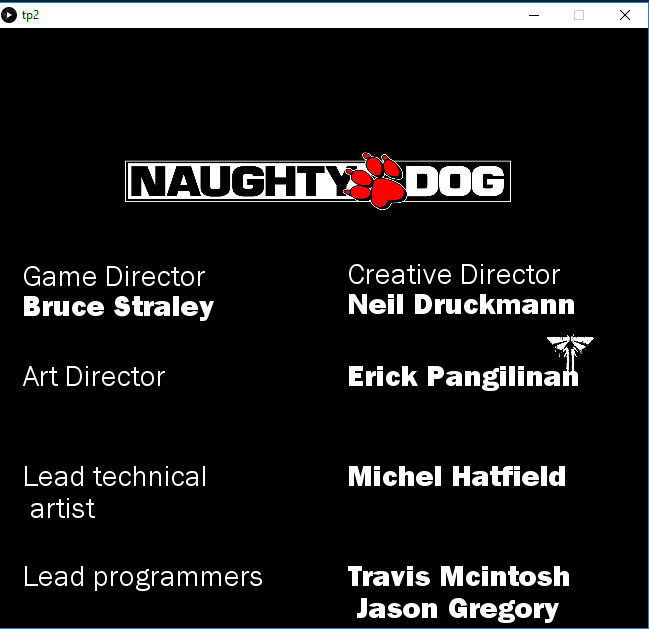 tp2
NAUGHTY DOG
Game Director
Bruce Straley
Creative Director
Neil Druckmann
Art Director
Erick Pangilinan
Lead technical
artist
Michel Hatfield
Lead programmers
Travis Mcintosh
Jason Gregory